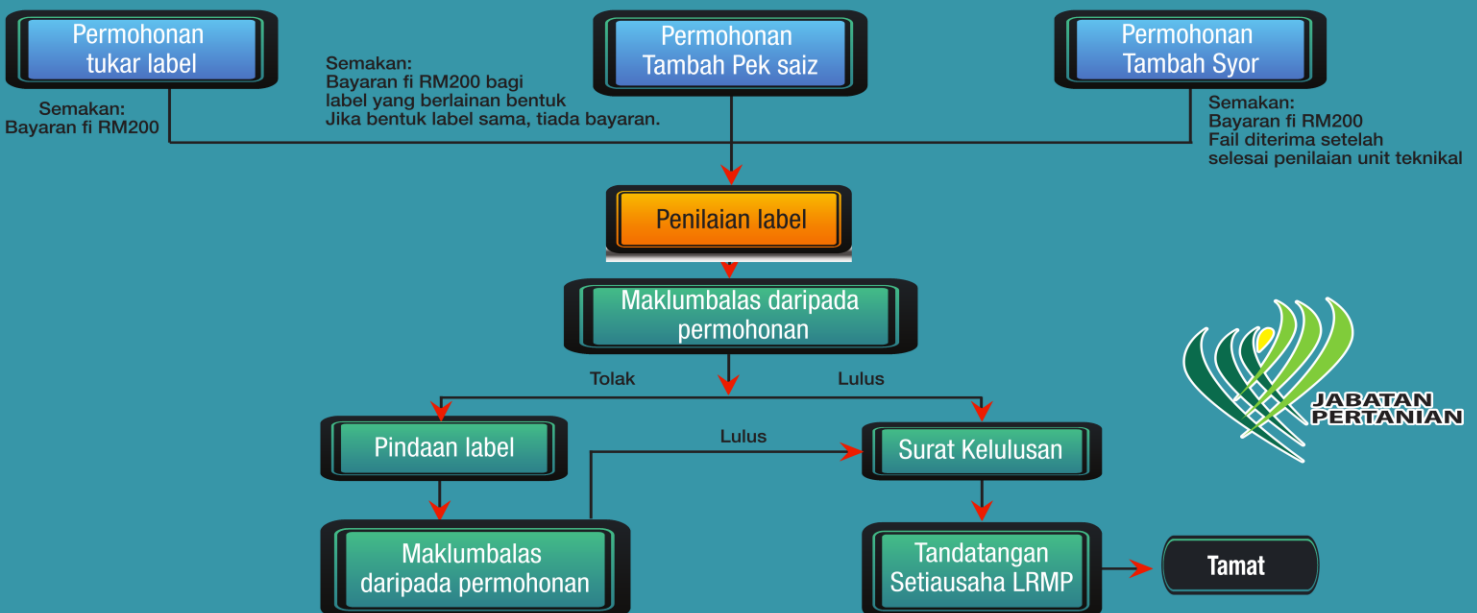 Permohonan
tukar label
Semakan:
Bayaran fi RM200
Semakan:
Bayaran fi RM200 bagi
label yang berlainan bentuk
Jika bentuk label sama, tiada bayaran.
Permohonan
Tambah Pek saiz
Permohonan
Tambah Syor
Semakan:
Bayaran fi RM200
Fail diterima setelah
selesai penilaian unit teknikal
Penilaian label
Maklumbalas daripada
permohonan
Tolak
Lulus
Pindaan label
Lulus
Surat Kelulusan
Maklumbalas
daripada permohonan
Tandatangan
Setiausaha LRMP
Tamat
JABATAN
PERTANIAN